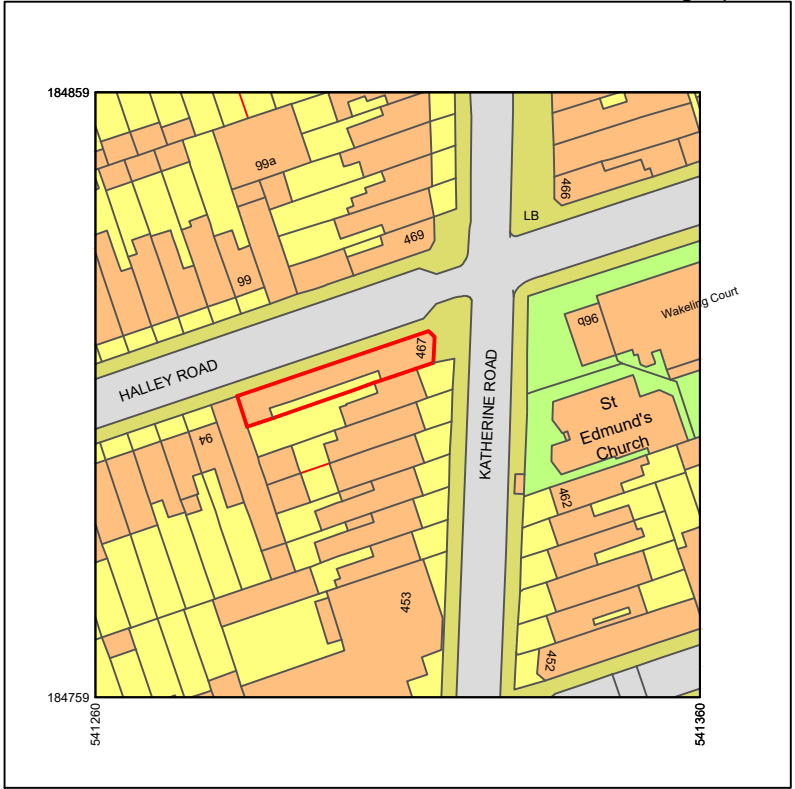 184859
99a
466
LB
469
99
Wakeling Court
96b
467
HALLEY ROAD
KATHERINE ROAD
St
Edmund's
Church
94
462
453
452
184759
541260
541360